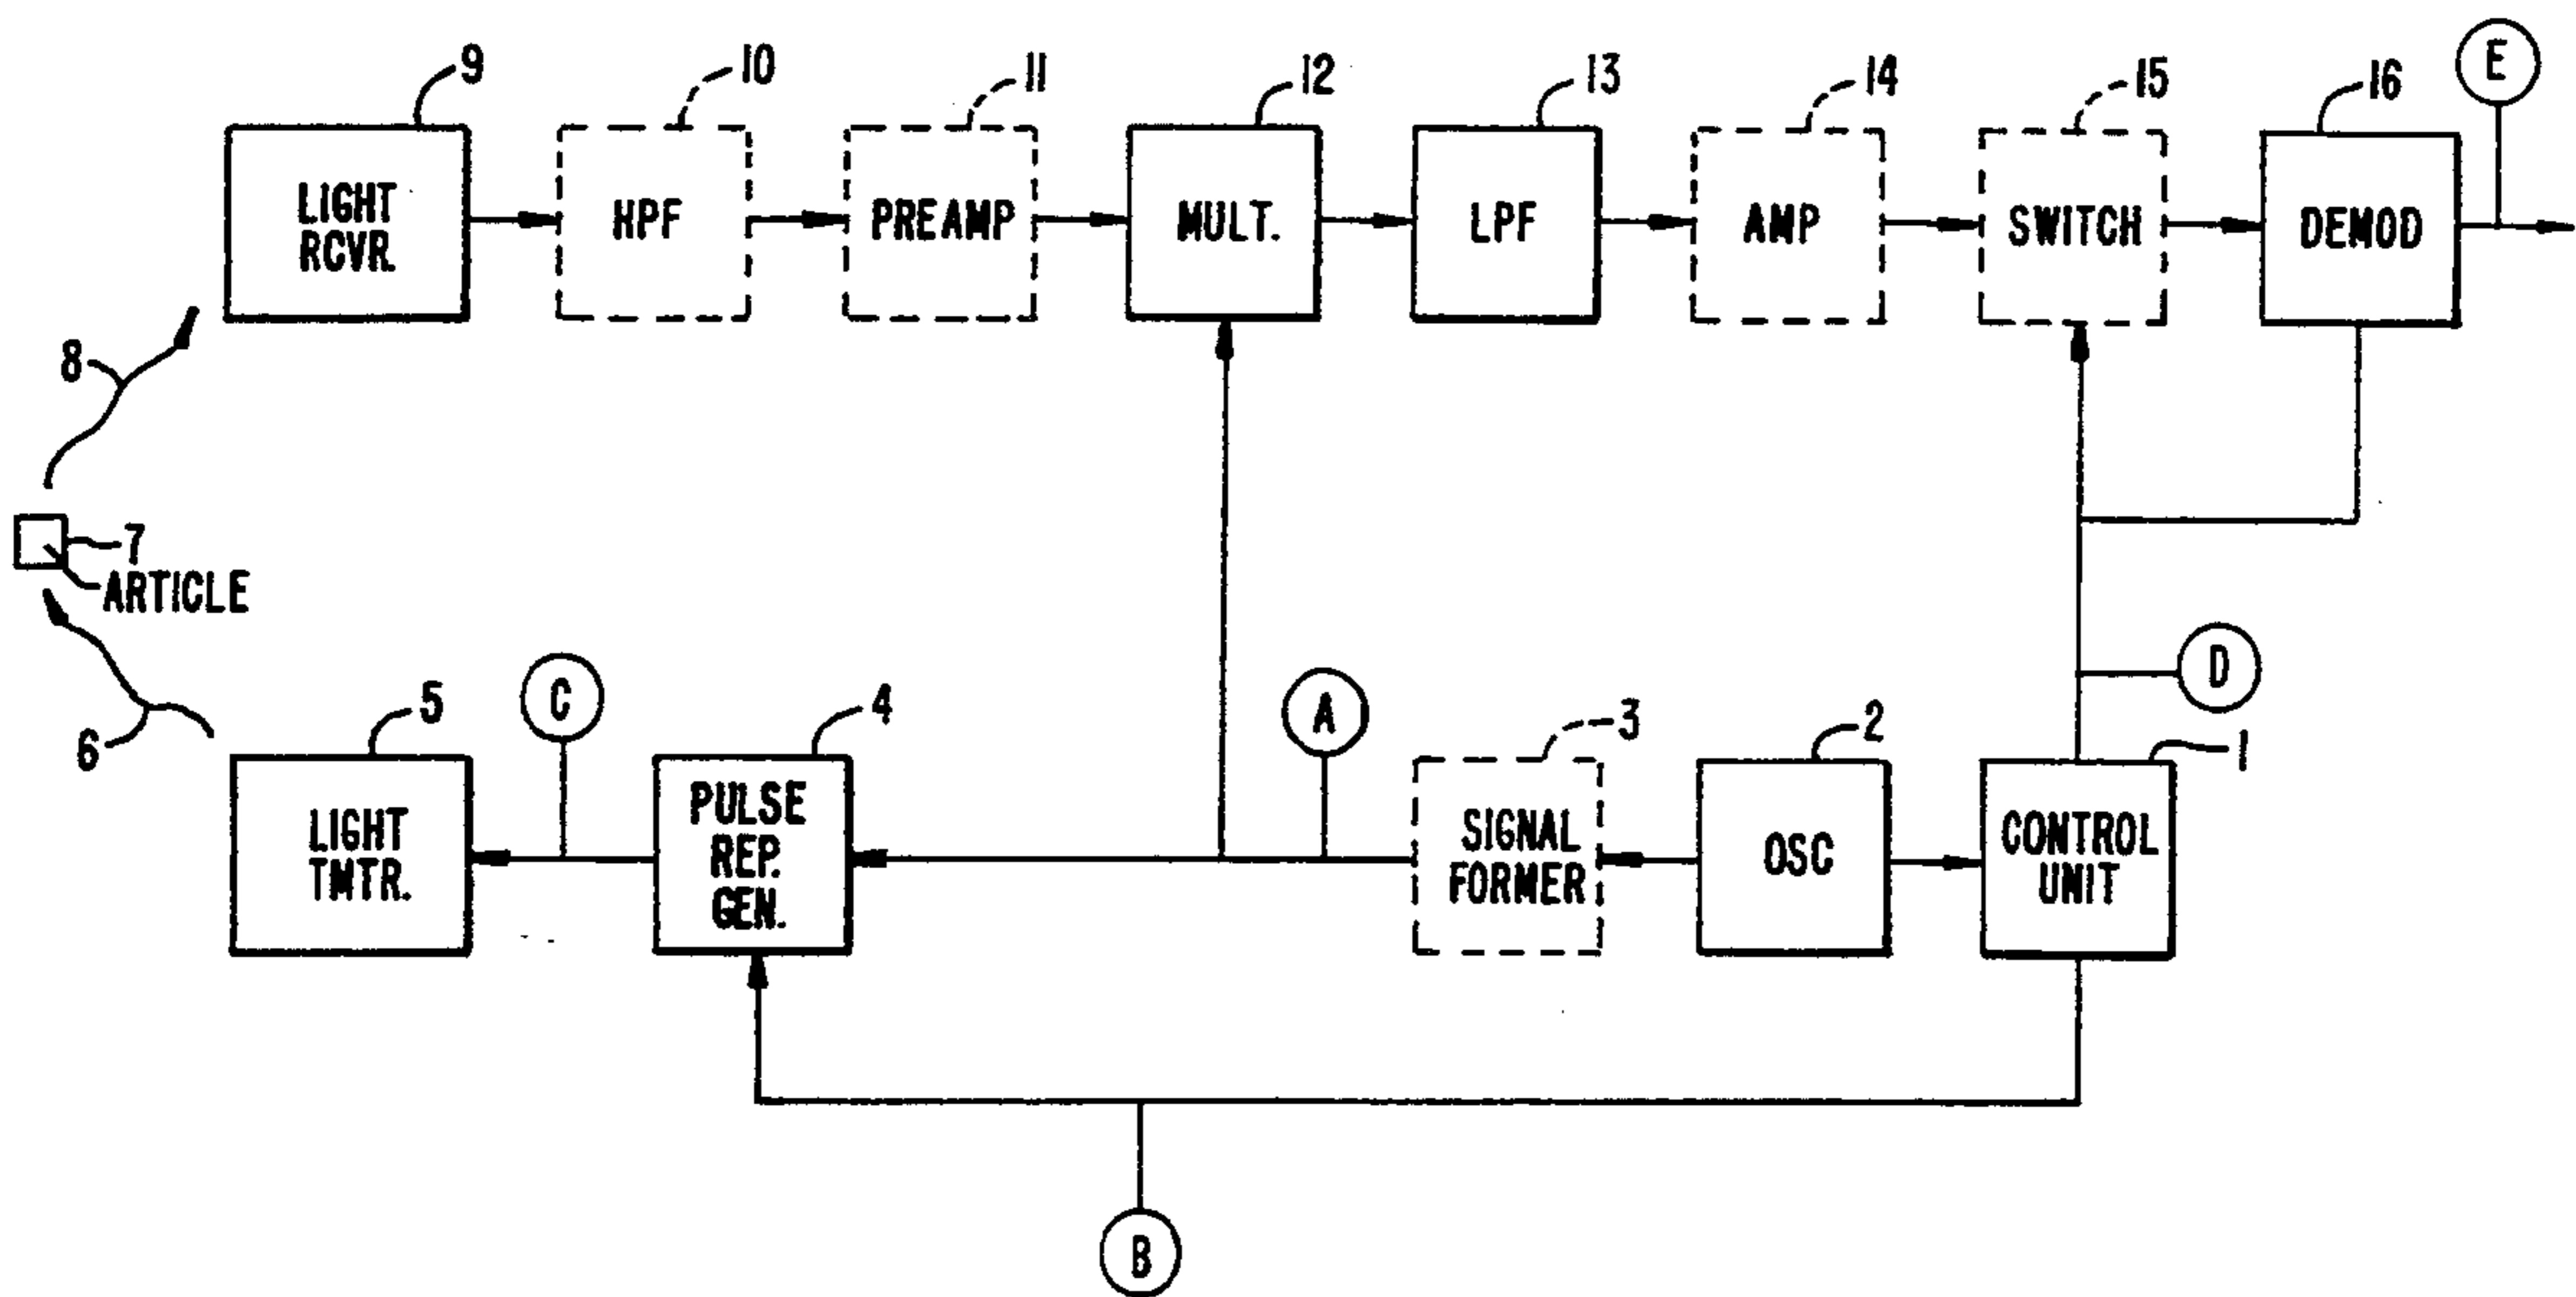 9
10
11
12
13
14
15
16
E
LIGHT
RCVR.
HPF
PREAMP
MULT.
LPF
AMP
SWITCH
DEMOD
8
7
ARTICLE
6
5
C
4
A
3
2
D
1
LIGHT
TMTR.
PULSE
REP.
GEN.
SIGNAL
FORMER
OSC
CONTROL
UNIT
B